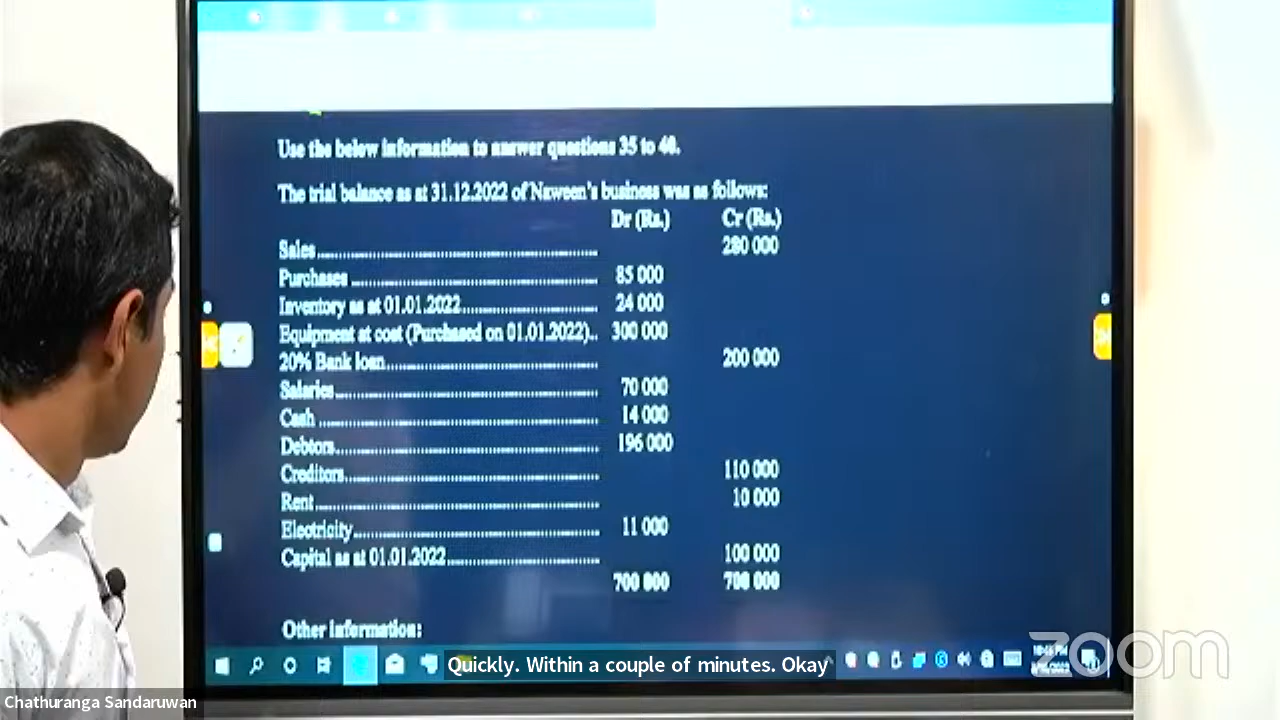 Use the below information to answer questions 35 to 40.
The trial balance as at 31.12.2022 of Naween's business was as follows:
Dr (Rs.) Cr (Rs.)
Sales 280 000
Purchases 85 000
Inventory as at 01.01.2022 24 000
Equipment at cost (Purchased on 01.01.2022).. 300 000
20% Bank loan 200 000
Salaries 70 000
Cash 14 000
Debtors 196 000
Creditors 110 000
Rent 10 000
Electricity 11 000
Capital as at 01.01.2022 100 000
700 000 700 000
Other information:
Quickly. Within a couple of minutes. Okay
zoom
Chathuranga Sandaruwan